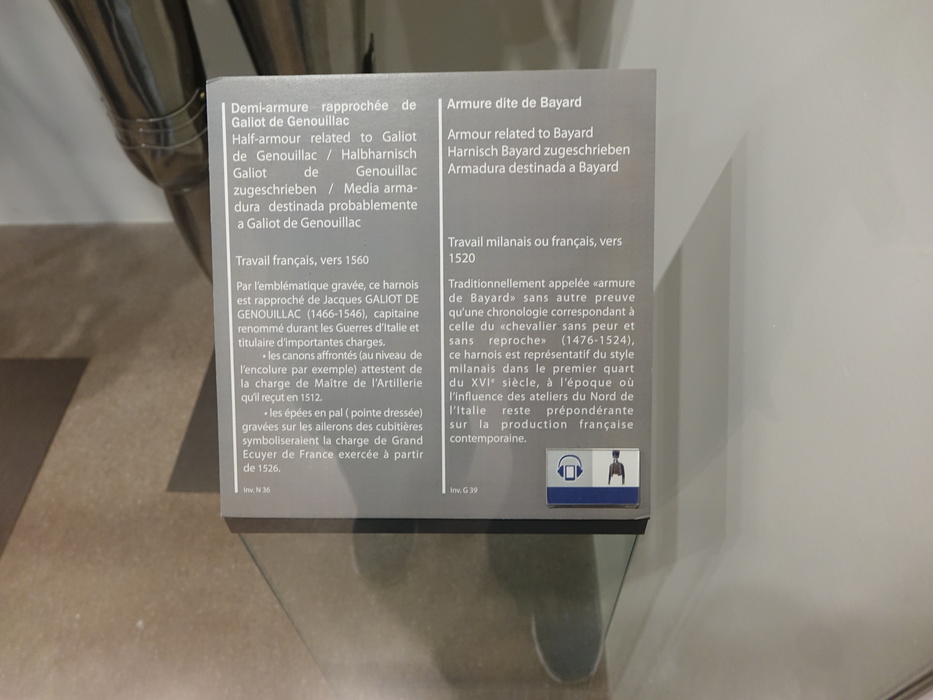 Demi-armure rapprochée de
Galiot de Genouillac
Half-armour related to Galiot
de Genouillac / Halbharnisch
Galiot de Genouillac
zugeschrieben / Media arma-
dura destinada probablemente
a Galiot de Genouillac
Travail français, vers 1560
Par l'emblématique gravée, ce harnois
est rapproché de Jacques GALIOT DE
GENOUILLAC (1466-1546), capitaine
renommé durant les Guerres d'Italie et
titulaire d'importantes charges.
• les canons affrontés (au niveau de
l'encolure par exemple) attestent de
la charge de Maître de l'Artillerie
qu'il reçut en 1512.
• les épées en pal ( pointe dressée)
gravées sur les ailerons des cubitières
symboliseraient la charge de Grand
Ecuyer de France exercée à partir
de 1526.
Inv. N 36
Armure dite de Bayard
Armour related to Bayard
Harnisch Bayard zugeschrieben
Armadura destinada a Bayard
Travail milanais ou français, vers
1520
Traditionnellement appelée «armure
de Bayard» sans autre preuve
qu'une chronologie correspondant à
celle du «chevalier sans peur et
sans reproche» (1476-1524),
ce harnois est représentatif du style
milanais dans le premier quart
du XVIe siècle, à l'époque où
l'influence des ateliers du Nord de
l'Italie reste prépondérante
sur la production française
contemporaine.
Inv. G 39